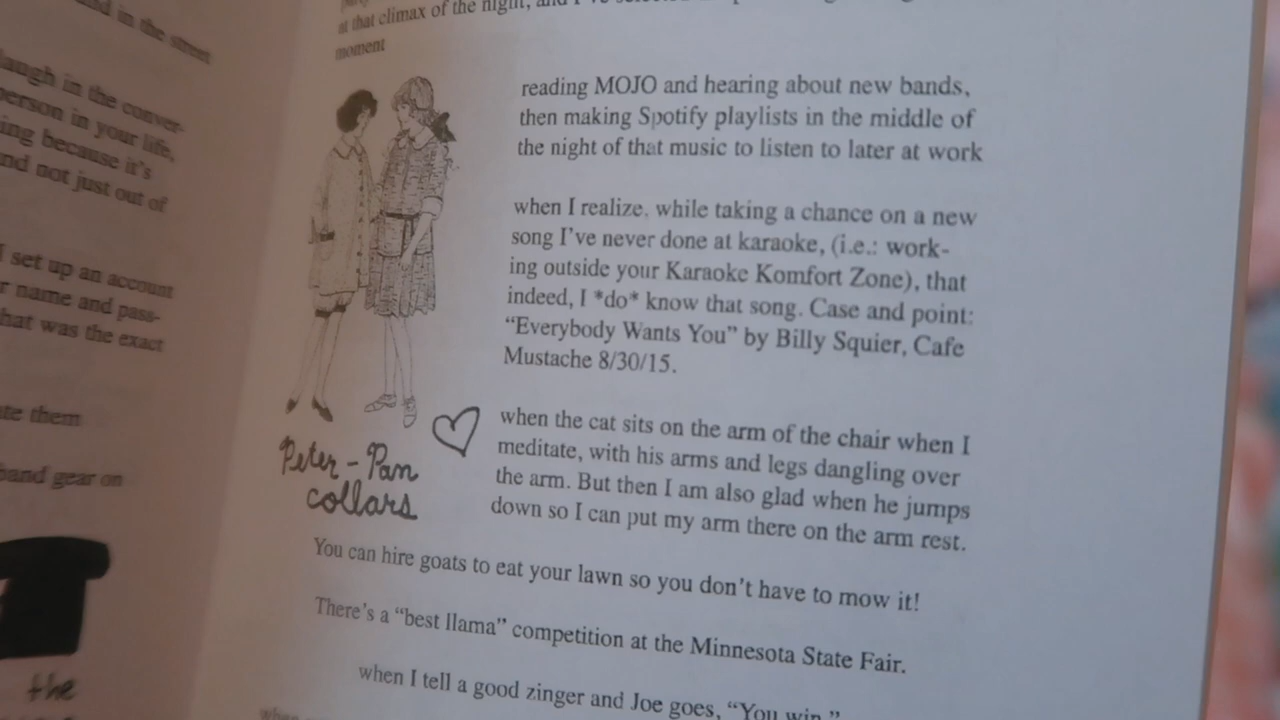 nd in the street
laugh in the conver-
person in your life,
ing because it's
nd not just out of
I set up an account
r name and pass-
hat was the exact
te them
band gear on
the
at that climax of the night, and I've selected
moment
reading MOJO and hearing about new bands,
then making Spotify playlists in the middle of
the night of that music to listen to later at work
when I realize, while taking a chance on a new
song I've never done at karaoke, (i.e.: work-
ing outside your Karaoke Komfort Zone), that
indeed, I *do* know that song. Case and point:
“Everybody Wants You” by Billy Squier, Cafe
Mustache 8/30/15.
when the cat sits on the arm of the chair when I
meditate, with his arms and legs dangling over
the arm. But then I am also glad when he jumps
down so I can put my arm there on the arm rest.
Peter-Pan
collars
You can hire goats to eat your lawn so you don't have to mow it!
There's a “best llama” competition at the Minnesota State Fair.
when I tell a good zinger and Joe goes, “You win.”